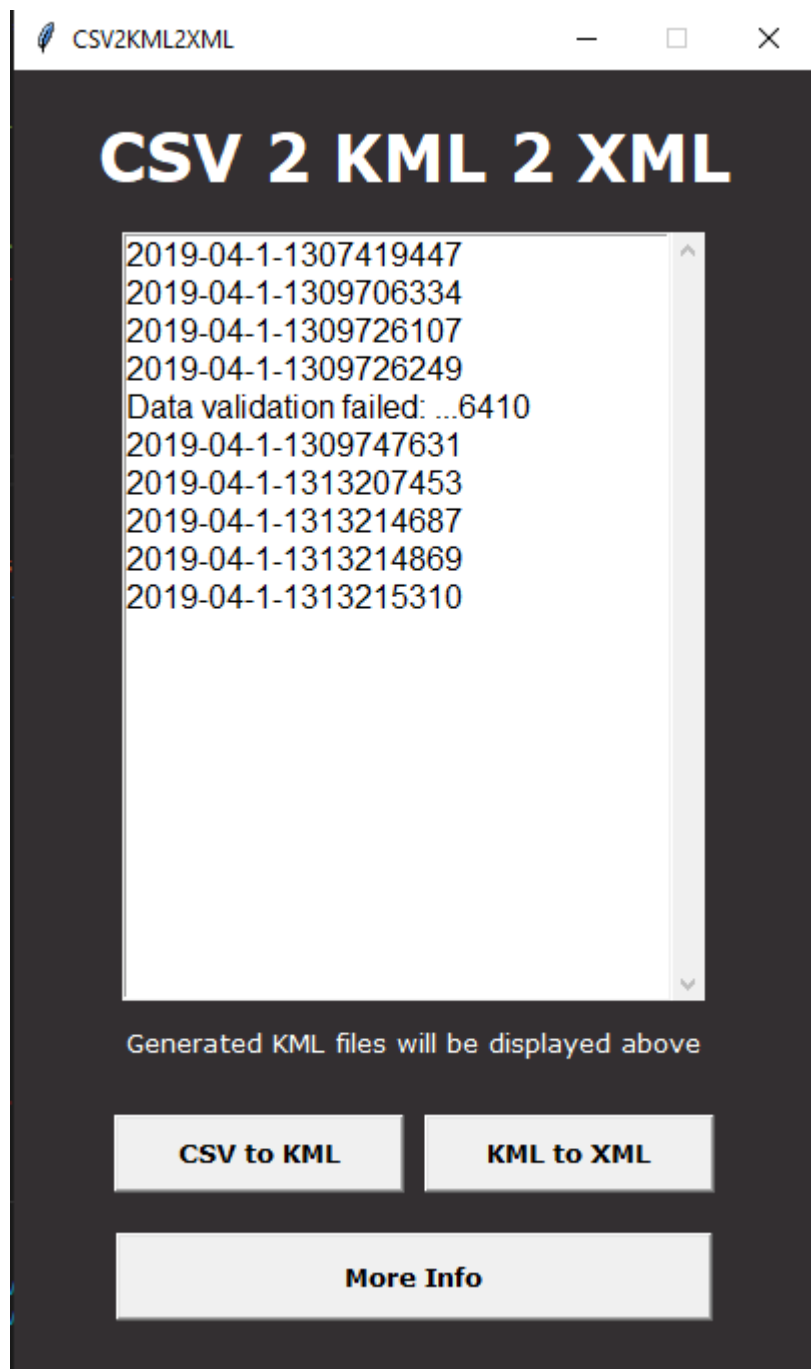 CSV2KML2XML
CSV 2 KML 2 XML
2019-04-1-1307419447
2019-04-1-1309706334
2019-04-1-1309726107
2019-04-1-1309726249
Data validation failed: ...6410
2019-04-1-1309747631
2019-04-1-1313207453
2019-04-1-1313214687
2019-04-1-1313214869
2019-04-1-1313215310
Generated KML files will be displayed above
CSV to KML
KML to XML
More Info